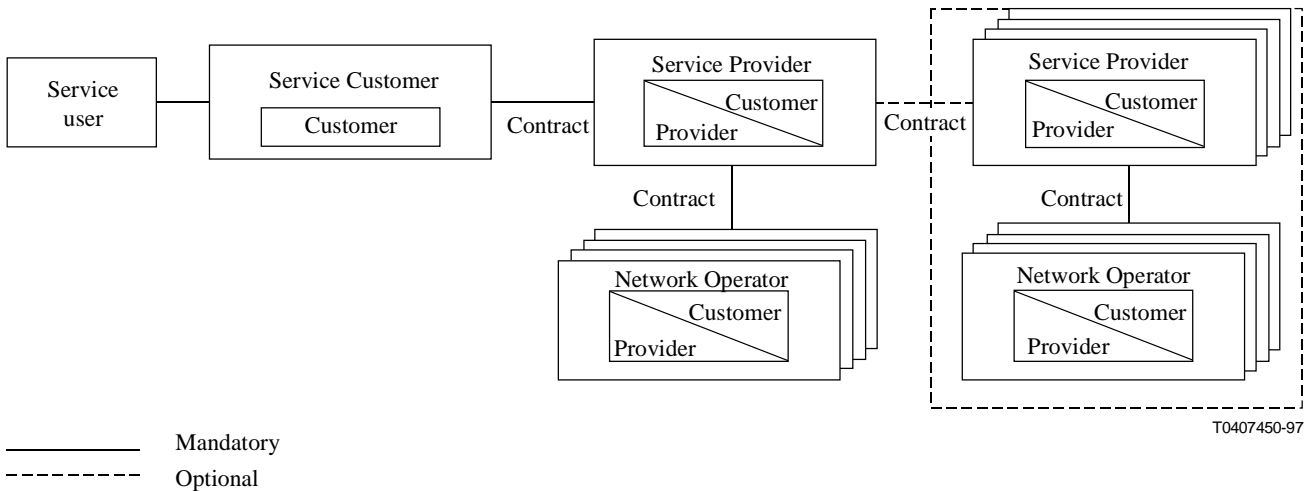 Service
user
Service Customer
Customer
Contract
Service Provider
Customer
Provider
Contract
Service Provider
Customer
Provider
Contract
Network Operator
Customer
Provider
Contract
Network Operator
Customer
Provider
T0407450-97
Mandatory
Optional